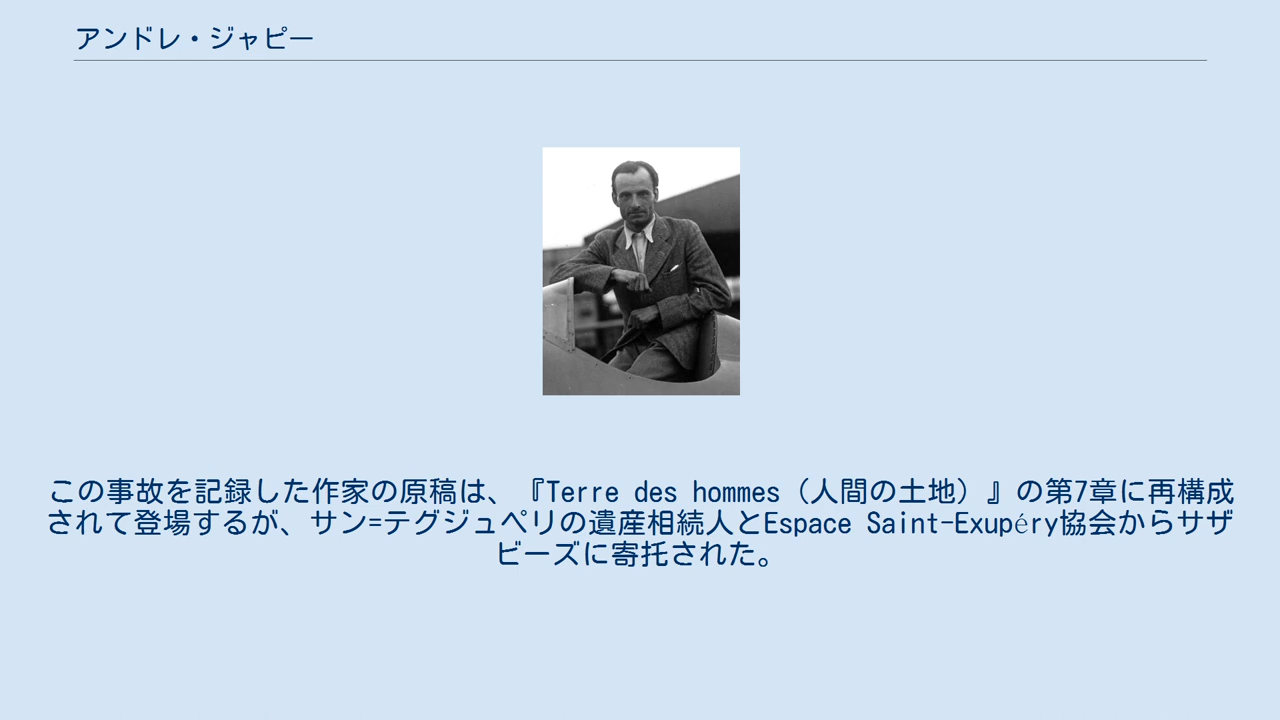 アンドレ・ジャピー
この事故を記録した作家の原稿は、『Terre des hommes（人間の土地）』の第7章に再構成
されて登場するが、サン=テグジュペリの遺産相続人とEspace Saint-Exupéry協会からサザ
ビーズに寄托された。